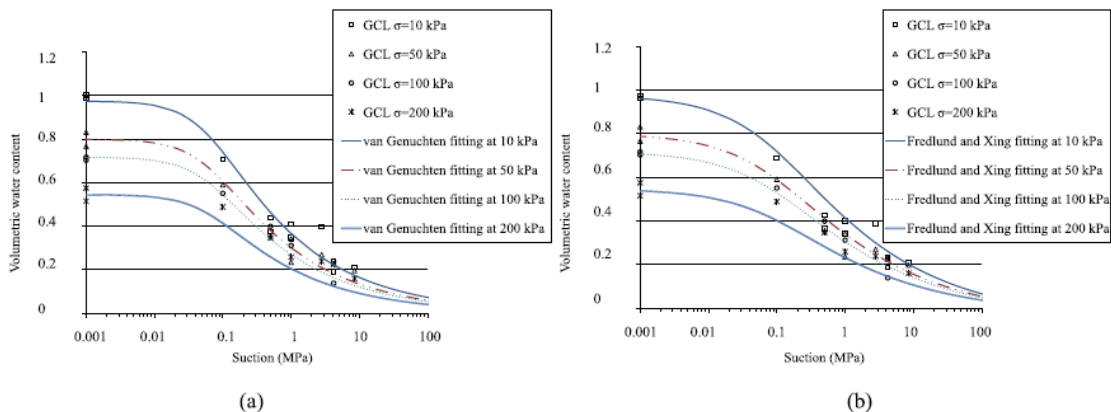 GCL σ=10 kPa
GCL σ=50 kPa
GCL σ=100 kPa
GCL σ=200 kPa
van Genuchten fitting at 10 kPa
van Genuchten fitting at 50 kPa
van Genuchten fitting at 100 kPa
van Genuchten fitting at 200 kPa
Volumetric water content
1.2
1
0.8
0.6
0.4
0.2
0
0.001
0.01
0.1
1
10
100
Suction (MPa)
(a)
GCL σ=10 kPa
GCL σ=50 kPa
GCL σ=100 kPa
GCL σ=200 kPa
Fredlund and Xing fitting at 10 kPa
Fredlund and Xing fitting at 50 kPa
Fredlund and Xing fitting at 100 kPa
Fredlund and Xing fitting at 200 kPa
Volumetric water content
1.2
1
0.8
0.6
0.4
0.2
0
0.001
0.01
0.1
1
10
100
Suction (MPa)
(b)